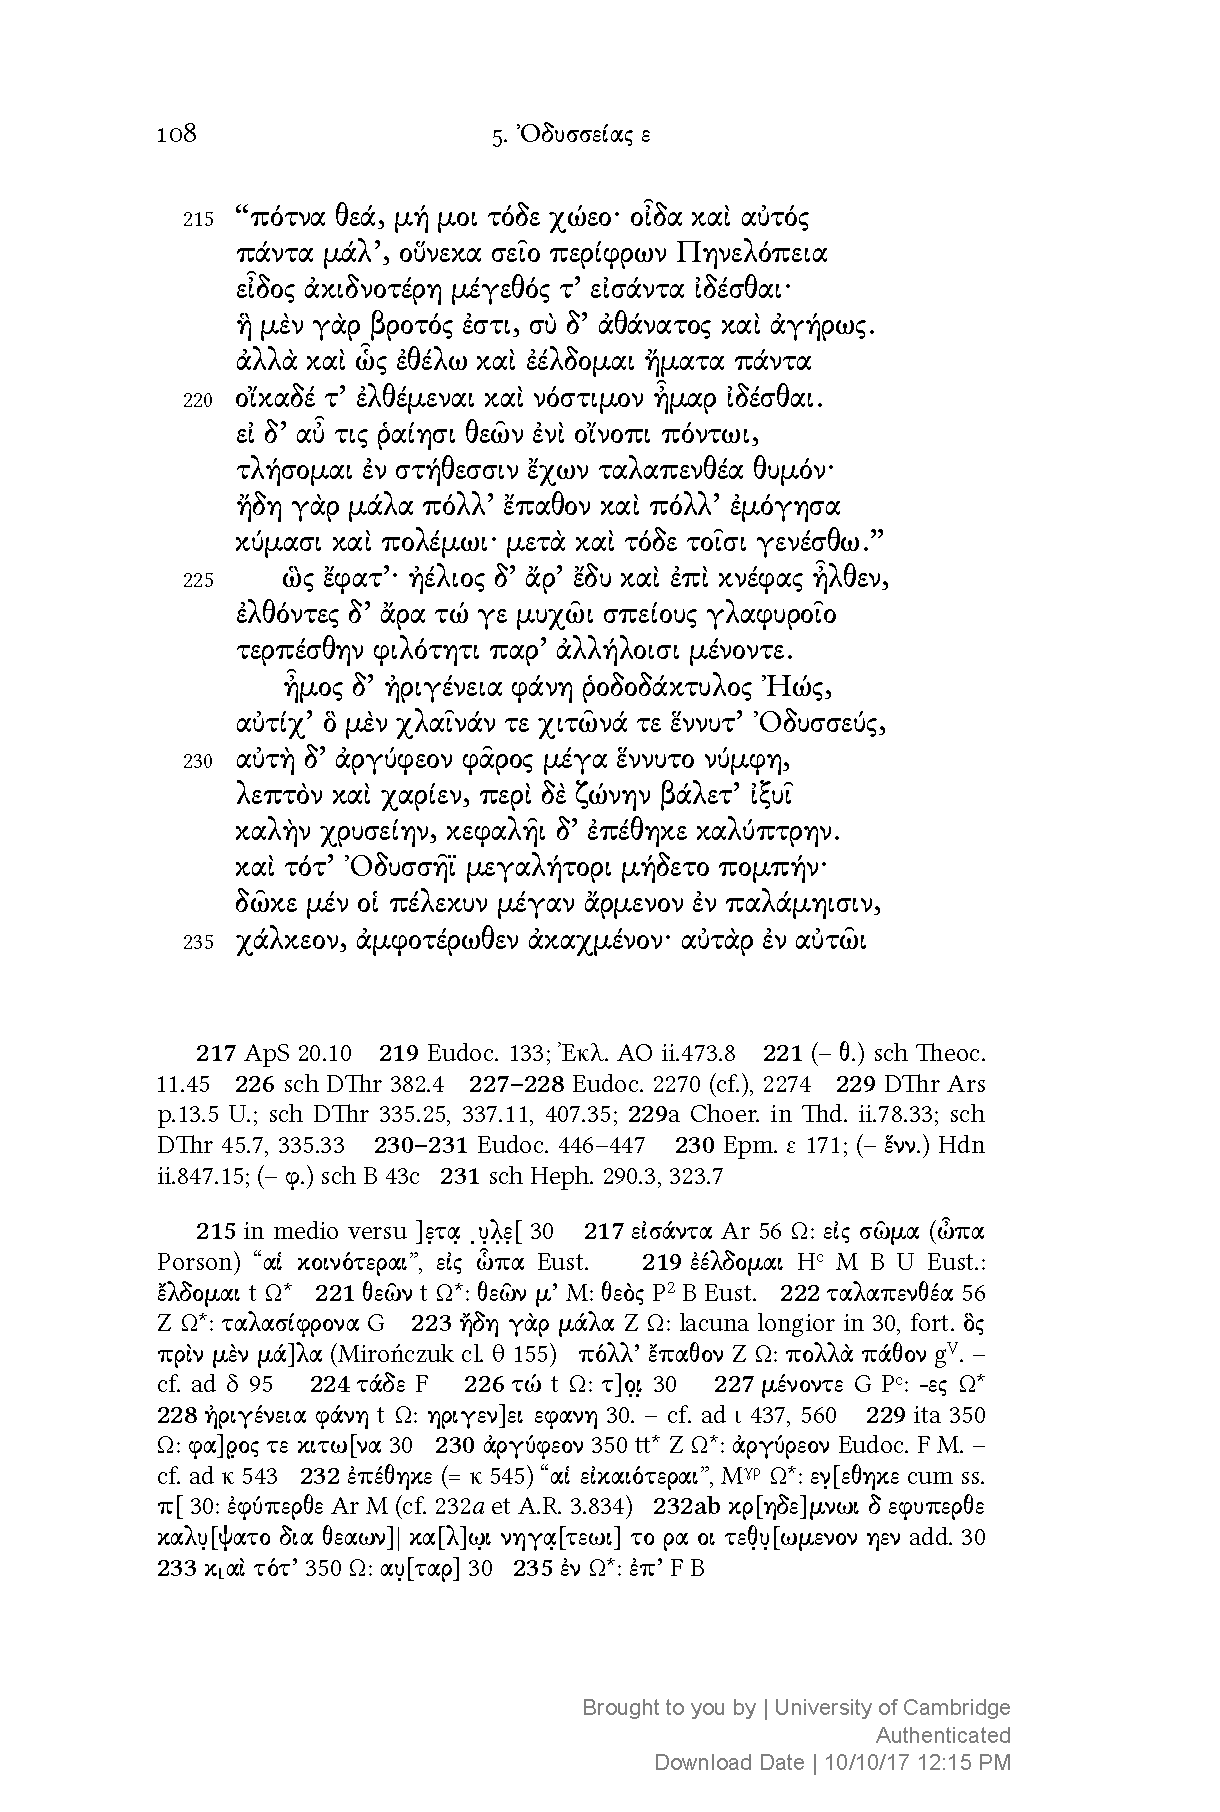 108 5. Ὀδυσσείας ε
215 “πότνα θεά, μή μοι τόδε χώεο· οἶδα καὶ αὐτός
πάντα μάλ’, οὕνεκα σεῖο περίφρων Πηνελόπεια
εἶδος ἀκιδνοτέρη μέγεθός τ’ εἰσάντα ἰδέσθαι·
ἣ μὲν γὰρ βροτός ἐστι, σὺ δ’ ἀθάνατος καὶ ἀγήρως.
ἀλλὰ καὶ ὧς ἐθέλω καὶ ἐέλδομαι ἤματα πάντα
220 οἴκαδέ τ’ ἐλθέμεναι καὶ νόστιμον ἦμαρ ἰδέσθαι.
εἰ δ’ αὖ τις ῥαίησι θεῶν ἐνὶ οἴνοπι πόντωι,
τλήσομαι ἐν στήθεσσιν ἔχων ταλαπενθέα θυμόν·
ἤδη γὰρ μάλα πόλλ’ ἔπαθον καὶ πόλλ’ ἐμόγησα
κύμασι καὶ πολέμωι· μετὰ καὶ τόδε τοῖσι γενέσθω.”
225 ὣς ἔφατ’· ἠέλιος δ’ ἄρ’ ἔδυ καὶ ἐπὶ κνέφας ἦλθεν,
ἐλθόντες δ’ ἄρα τώ γε μυχῶι σπείους γλαφυροῖο
τερπέσθην φιλότητι παρ’ ἀλλήλοισι μένοντε.
ἦμος δ’ ἠριγένεια φάνη ῥοδοδάκτυλος Ἠώς,
αὐτίχ’ ὃ μὲν χλαῖνάν τε χιτῶνά τε ἕννυτ’ Ὀδυσσεύς,
230 αὐτὴ δ’ ἀργύφεον φᾶρος μέγα ἕννυτο νύμφη,
λεπτὸν καὶ χαρίεν, περὶ δὲ ζώνην βάλετ’ ἰξυῖ
καλὴν χρυσείην, κεφαλῆι δ’ ἐπέθηκε καλύπτρην.
καὶ τότ’ Ὀδυσσῆϊ μεγαλήτορι μήδετο πομπήν·
δῶκε μέν οἱ πέλεκυν μέγαν ἄρμενον ἐν παλάμηισιν,
235 χάλκεον, ἀμφοτέρωθεν ἀκαχμένον· αὐτὰρ ἐν αὐτῶι
217 ApS 20.10 219 Eudoc. 133; Ἐκλ. AO ii.473.8 221 (– θ.) sch Theoc.
11.45 226 sch DThr 382.4 227–228 Eudoc. 2270 (cf.), 2274 229 DThr Ars
p.13.5 U.; sch DThr 335.25, 337.11, 407.35; 229a Choer. in Thd. ii.78.33; sch
DThr 45.7, 335.33 230–231 Eudoc. 446–447 230 Epm. ε 171; (– ἕνν.) Hdn
ii.847.15; (– φ.) sch B 43c 231 sch Heph. 290.3, 323.7
215 in medio versu ]ẹτạ ̣υ̣λ̣ε̣[ 30 217 εἰσάντα Ar 56 Ω: εἰς σῶμα (ὦπα
Porson) “αἱ κοινότεραι”, εἰς ὦπα Eust. 219 ἐέλδομαι Hᶜ M B U Eust.:
ἔλδομαι t Ω* 221 θεῶν t Ω*: θεῶν μ’ M: θεὸς P² B Eust. 222 ταλαπενθέα 56
Z Ω*: ταλασίφρονα G 223 ἤδη γὰρ μάλα Z Ω: lacuna longior in 30, fort. ὃς
πρὶν μὲν μά]λα (Mirończuk cl. θ 155) πόλλ’ ἔπαθον Z Ω: πολλὰ πάθον gⱽ. –
cf. ad δ 95 224 τάδε F 226 τώ t Ω: τ]ο̣ι̣ 30 227 μένοντε G Pᶜ: -ες Ω*
228 ἠριγένεια φάνη t Ω: ηριγεν]ει εφανη 30. – cf. ad ι 437, 560 229 ita 350
Ω: φα]ρ̣ος τε κιτω[να 30 230 ἀργύφεον 350 tt* Z Ω*: ἀργύρεον Eudoc. F M. –
cf. ad κ 543 232 ἐπέθηκε (= κ 545) “αἱ εἰκαιότεραι”, Mᵞᵖ Ω*: εν̣[εθηκε cum ss.
π[ 30: ἐφύπερθε Ar M (cf. 232a et A.R. 3.834) 232ab κρ[ηδε]μνωι δ εφυπερθε
καλυ̣[ψατο δια θεαων]| κα[λ]ω̣ι νηγα̣[τεωι] το ρα οι τεθ̣υ̣[ωμενον ηεν add. 30
233 κ⌊αὶ τότ’ 350 Ω: αυ̣[ταρ] 30 235 ἐν Ω*: ἐπ’ F B
Brought to you by | University of Cambridge
Authenticated
Download Date | 10/10/17 12:15 PM